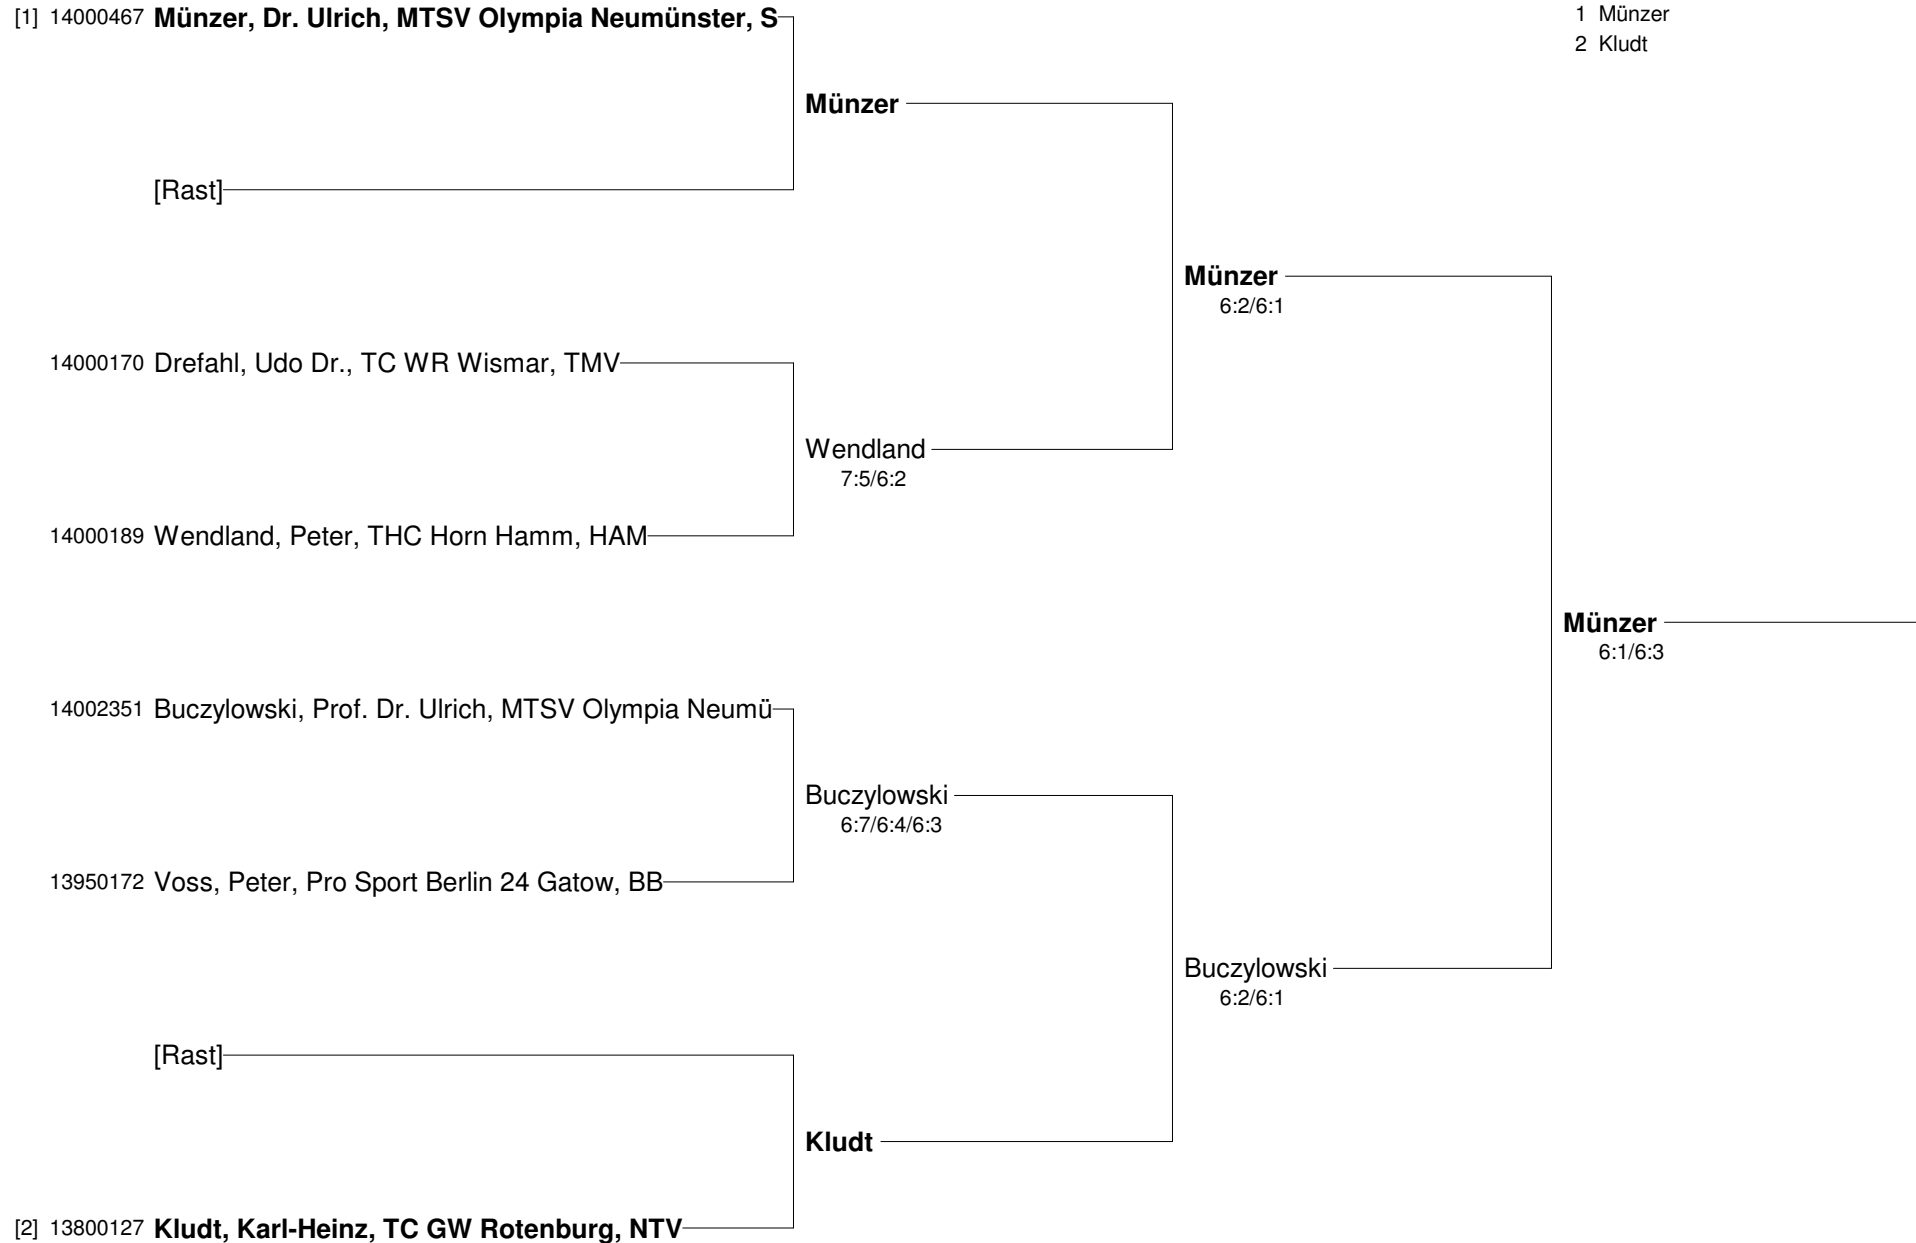 [1] 14000467 Münzer, Dr. Ulrich, MTSV Olympia Neumünster, S
1 Münzer
2 Kludt
Münzer
[Rast]
Münzer
6:2/6:1
14000170 Drefahl, Udo Dr., TC WR Wismar, TMV
Wendland
7:5/6:2
14000189 Wendland, Peter, THC Horn Hamm, HAM
Münzer
6:1/6:3
14002351 Buczylowski, Prof. Dr. Ulrich, MTSV Olympia Neumü
Buczylowski
6:7/6:4/6:3
13950172 Voss, Peter, Pro Sport Berlin 24 Gatow, BB
Buczylowski
6:2/6:1
[Rast]
Kludt
[2] 13800127 Kludt, Karl-Heinz, TC GW Rotenburg, NTV